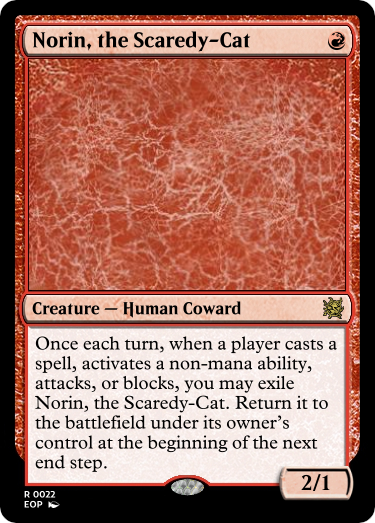 Norin, the Scaredy-Cat
Creature — Human Coward
Once each turn, when a player casts a
spell, activates a non-mana ability,
attacks, or blocks, you may exile
Norin, the Scaredy-Cat. Return it to
the battlefield under its owner's
control at the beginning of the next
end step.
2/1
R 0022
EOP